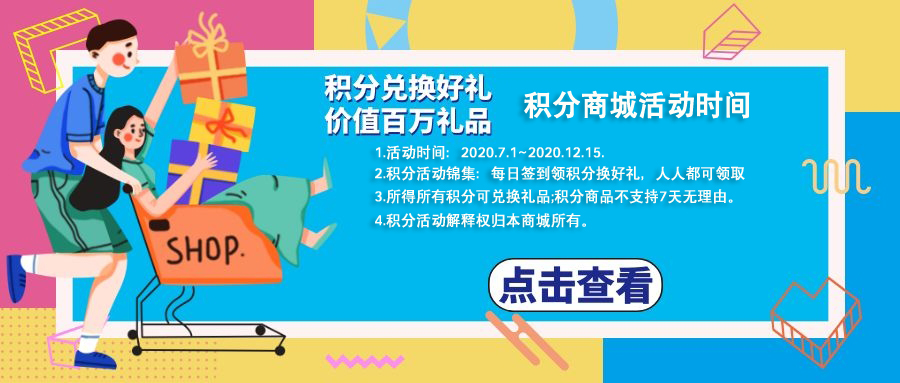 积分兑换好礼
价值百万礼品
积分商城活动时间
1.活动时间：2020.7.1~2020.12.15.
2.积分活动锦集：每日签到领积分换好礼，人人都可领取
3.所得所有积分可兑换礼品;积分商品不支持7天无理由。
4.积分活动解释权归本商城所有。
SHOP.
点击查看